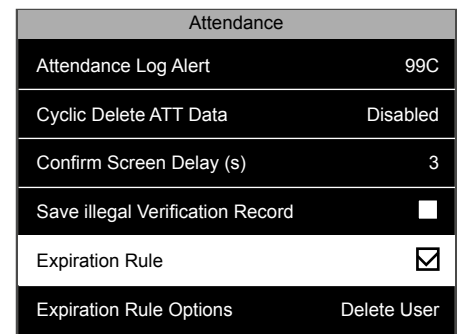 Attendance
Attendance Log Alert 99C
Cyclic Delete ATT Data Disabled
Confirm Screen Delay (s) 3
Save illegal Verification Record
Expiration Rule
Expiration Rule Options Delete User